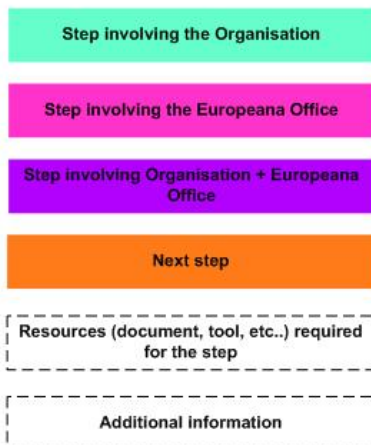 Step involving the Organisation
Step involving the Europeana Office
Step involving Organisation + Europeana
Office
Next step
Resources (document, tool, etc..) required
for the step
Additional information